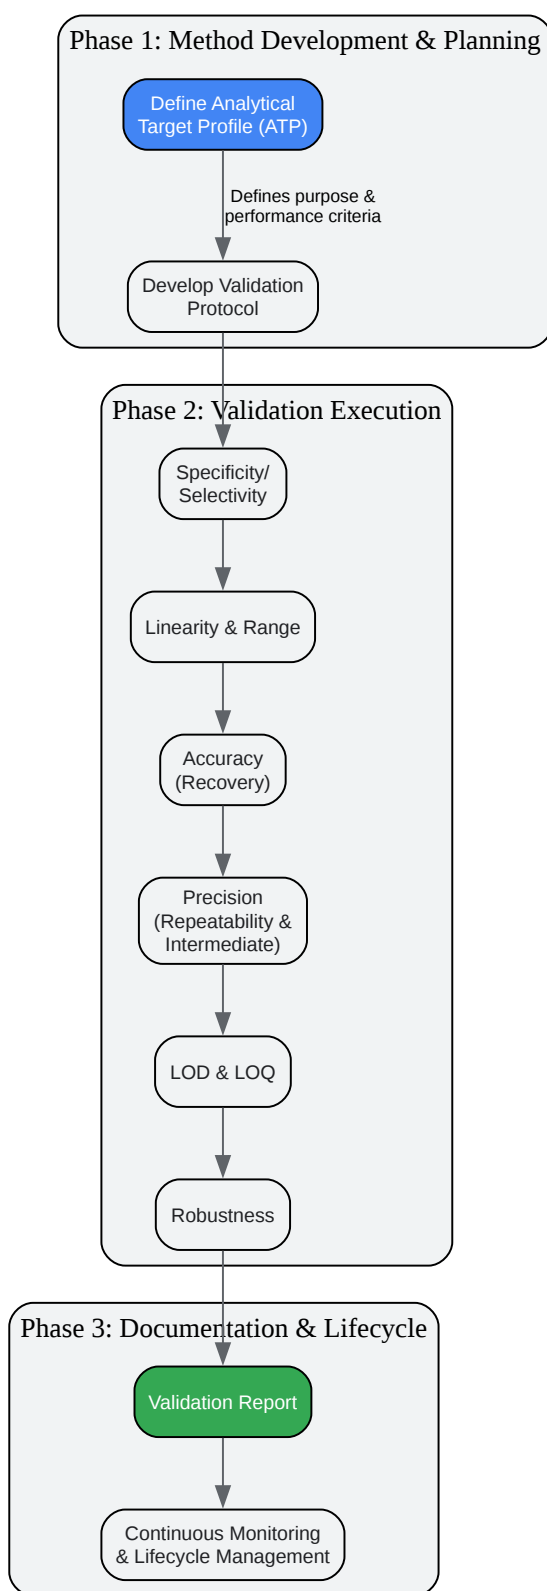 Phase 1: Method Development & Planning
Define Analytical
Target Profile (ATP)
Defines purpose &
performance criteria
Develop Validation
Protocol
Phase 2: Validation Execution
Specificity/
Selectivity
Linearity & Range
Accuracy
(Recovery)
Precision
(Repeatability &
Intermediate)
LOD & LOQ
Robustness
Phase 3: Documentation & Lifecycle
Validation Report
Continuous Monitoring
& Lifecycle Management